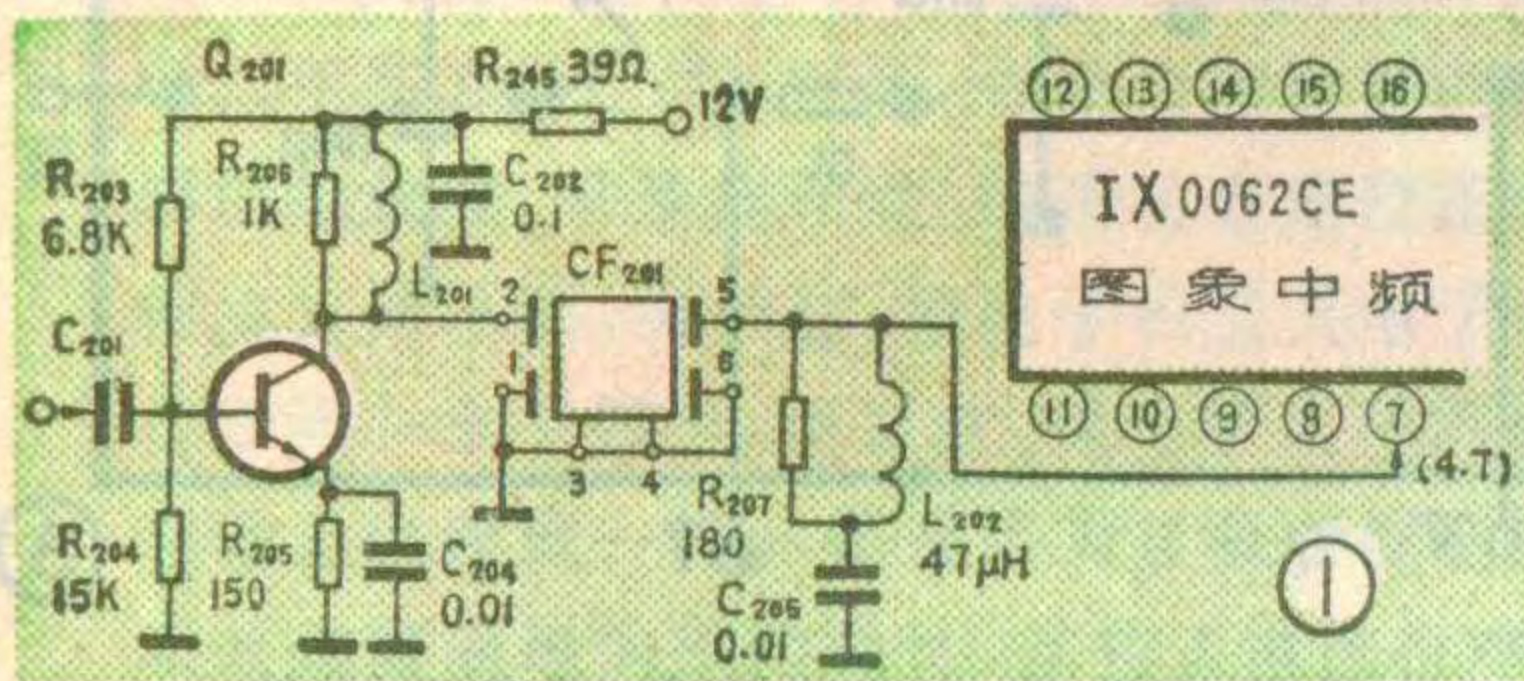 Q₂₀₁
R₂₄₅ 39Ω
12V
R₂₀₃
6.8K
R₂₀₆
1K
C₂₀₂
0.1
L₂₀₁
C₂₀₁
2
CF₂₀₁
5
1
6
3
4
R₂₀₄
15K
R₂₀₅
150
C₂₀₄
0.01
R₂₀₇
180
L₂₀₂
47μH
C₂₀₆
0.01
⑫ ⑬ ⑭ ⑮ ⑯
IX0062CE
图象中频
⑪ ⑩ ⑨ ⑧ ⑦
(4.7)
①